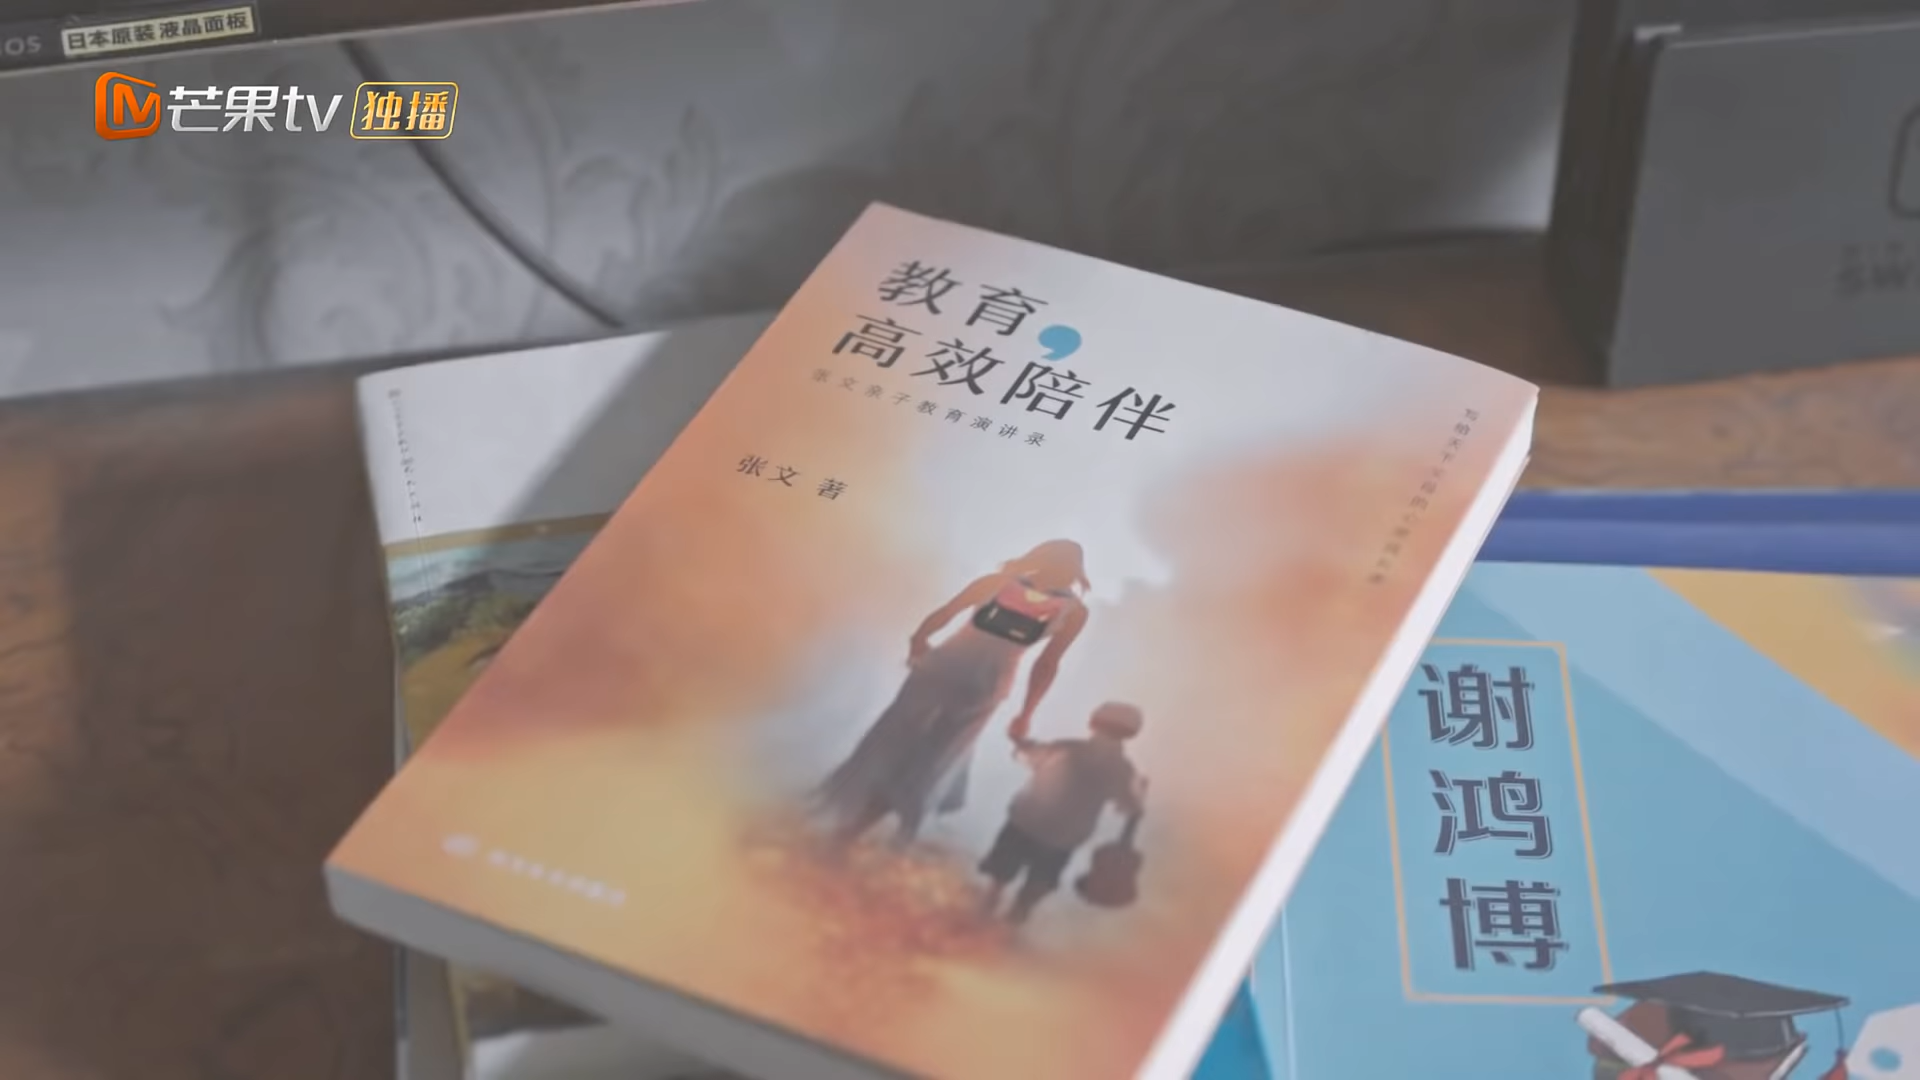 OS
日本原装液晶面板
芒果tv
独播
教育,
高效陪伴
张文亲子教育演讲录
张文 著
谢鸿博